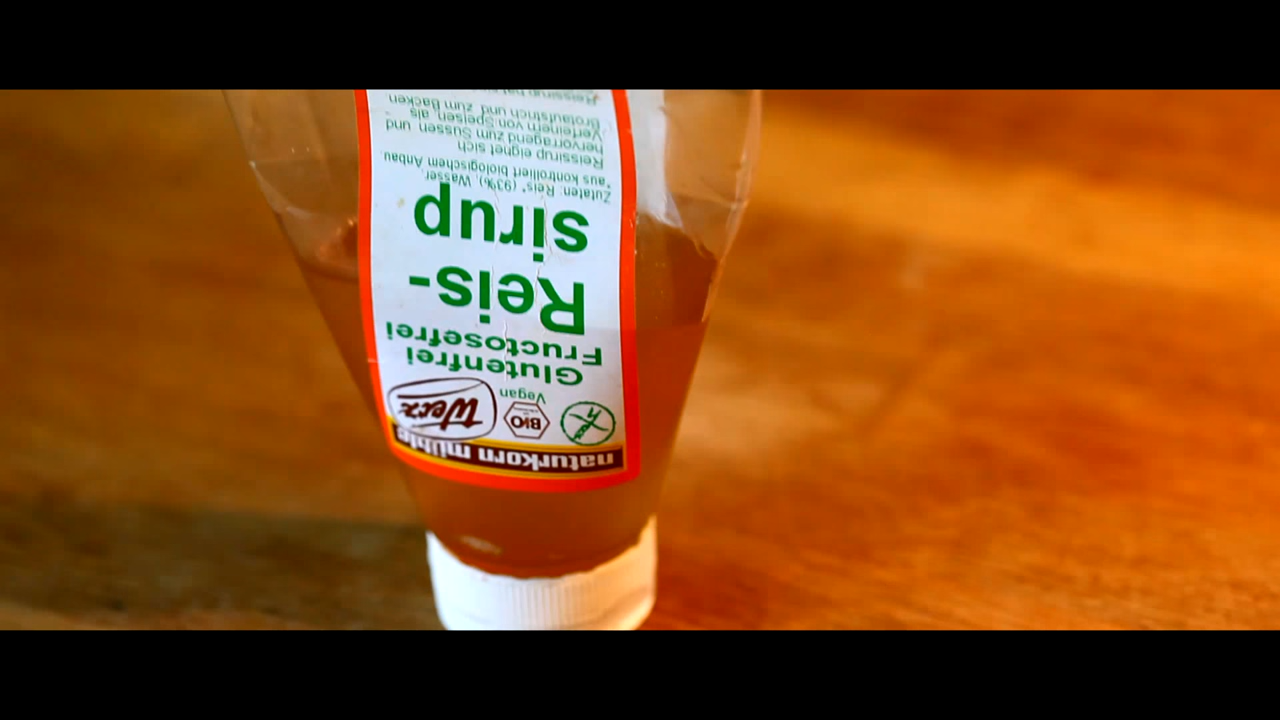 naturkorn mühle
Werz
BIO
Vegan
Glutenfrei
Fructosefrei
Reis-
sirup
Zutaten: Reis* (93%), Wasser.
*aus kontrolliert biologischem Anbau.
Reissirup eignet sich
hervorragend zum Süssen und
Verfeinern von Speisen, als
Brotaufstrich und zum Backen
Reissirup